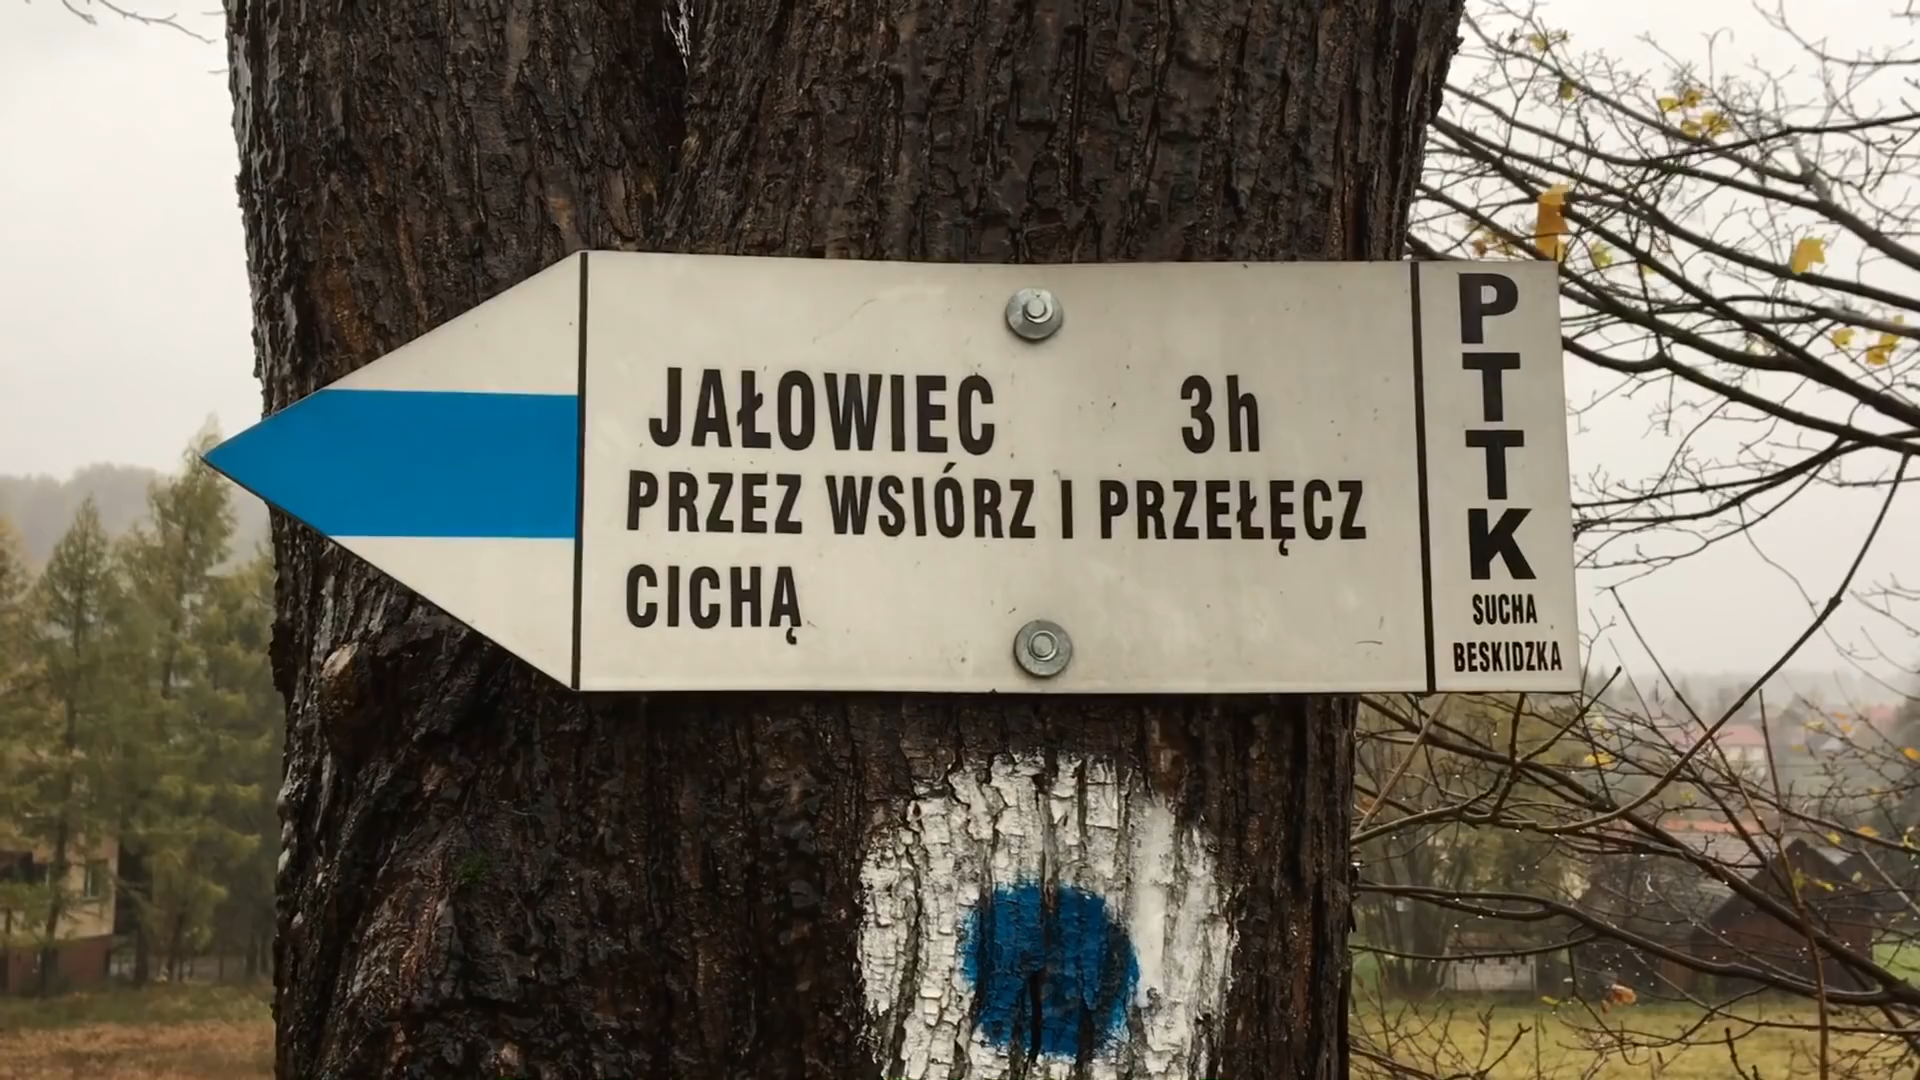 JAŁOWIEC 3h
PRZEZ WSIÓRZ I PRZEŁĘCZ
CICHĄ
PTTK
SUCHA
BESKIDZKA